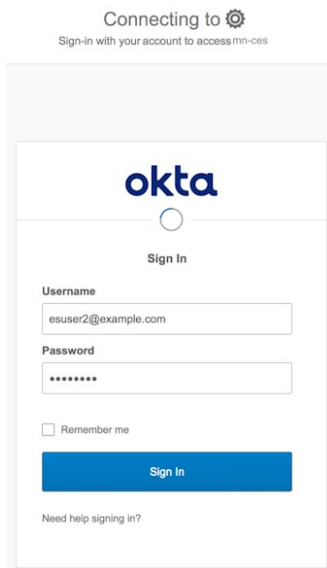 Connecting to
Sign-in with your account to access mn-ces
okta
Sign In
Username
esuser2@example.com
Password
••••••••
Remember me
Sign In
Need help signing in?